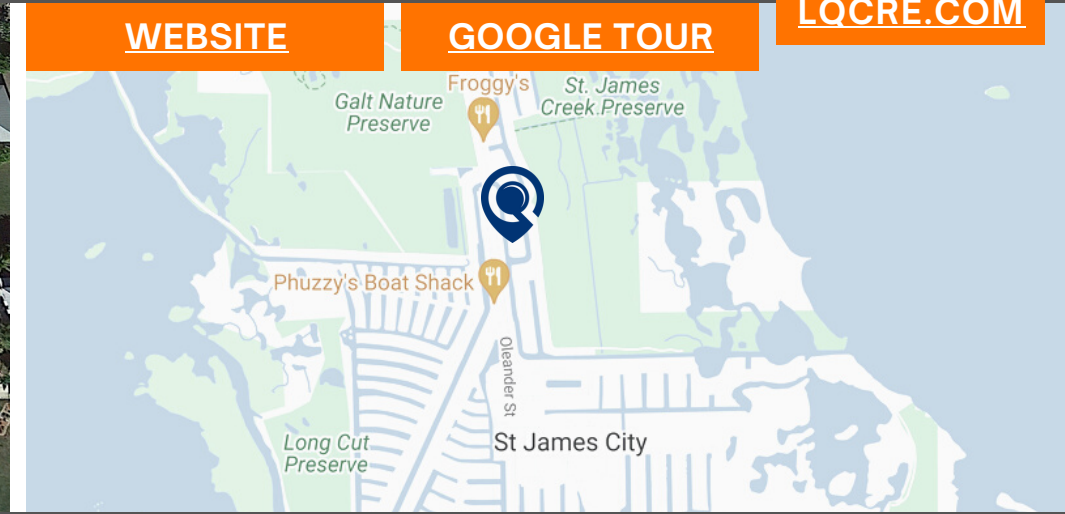 WEBSITE
GOOGLE TOUR
LQCRE.COM
Froggy's
Galt Nature
Preserve
St. James
Creek Preserve
Phuzzy's Boat Shack
Oleander St
St James City
Long Cut
Preserve